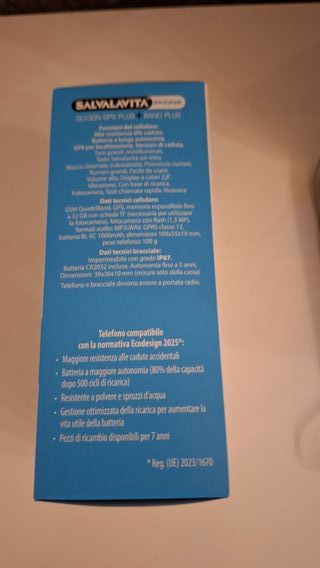 SALVALAVITA PHONE
SLV30N GPS PLUS + BAND PLUS
Funzioni del cellulare:
Alta resistenza alle cadute,
Batteria a lunga autonomia,
GPS per localizzazione, Sensore di caduta,
Tasti grandi retroilluminati,
Tasto Salvalavita sul retro,
Blocco chiamate indesiderate, Pronuncia numeri,
Numeri grandi, Facile da usare,
Volume alto, Display a colori 2,8",
Vibrazione, Con base di ricarica,
Fotocamera, Tasti chiamata rapida, Vivavoce
Dati tecnici cellulare:
GSM QuadriBand, GPS, memoria espandibile fino
a 32 GB con scheda TF (necessaria per utilizzare
la fotocamera), fotocamera con flash (1,3 MP),
formati audio: MP3\WAV, GPRS classe 12,
batteria BL-5C 1000mAh, dimensioni 109x55x19 mm,
peso telefono: 100 g
Dati tecnici bracciale:
Impermeabile con grado IP67,
Batteria CR2032 inclusa, Autonomia fino a 5 anni,
Dimensioni: 39x36x10 mm (misure solo della cassa)
Telefono e bracciale devono essere a portata radio.
Telefono compatibile
con la normativa Ecodesign 2025*:
• Maggiore resistenza alle cadute accidentali
• Batteria a maggiore autonomia (80% della capacità
dopo 500 cicli di ricarica)
• Resistente a polvere e spruzzi d'acqua
• Gestione ottimizzata della ricarica per aumentare la
vita utile della batteria
• Pezzi di ricambio disponibili per 7 anni
* Reg. (UE) 2023/1670